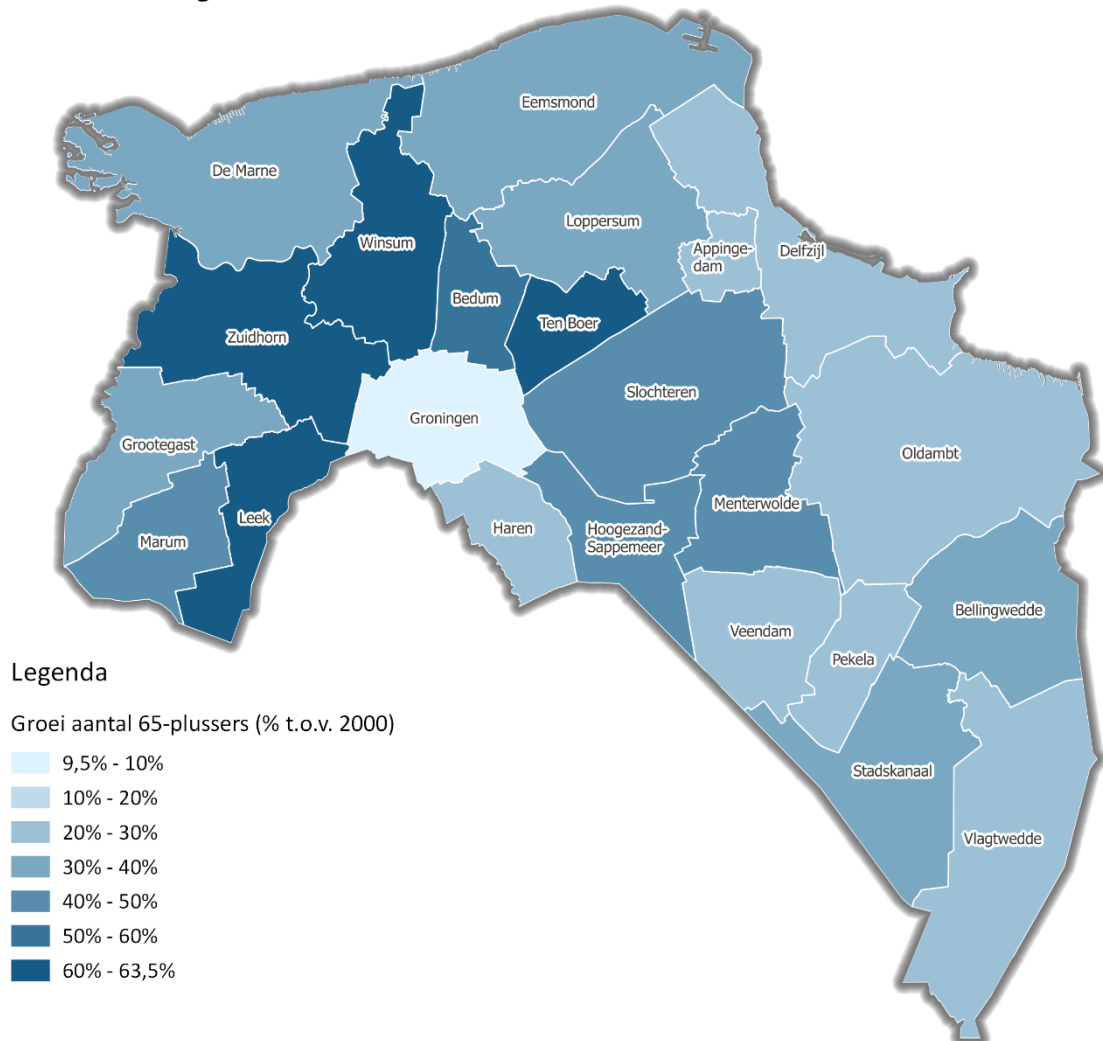 Eemsmond
De Marne
Loppersum
Winsum
Appinge-
dam
Delfzijl
Bedum
Ten Boer
Zuidhorn
Slochteren
Groningen
Grootegast
Oldambt
Leek
Menterwolde
Haren
Hoogezand-
Sappemeer
Marum
Bellingwedde
Veendam
Pekela
Stadskanaal
Vlagtwedde
Legenda
Groei aantal 65-plussers (% t.o.v. 2000)
9,5% - 10%
10% - 20%
20% - 30%
30% - 40%
40% - 50%
50% - 60%
60% - 63,5%